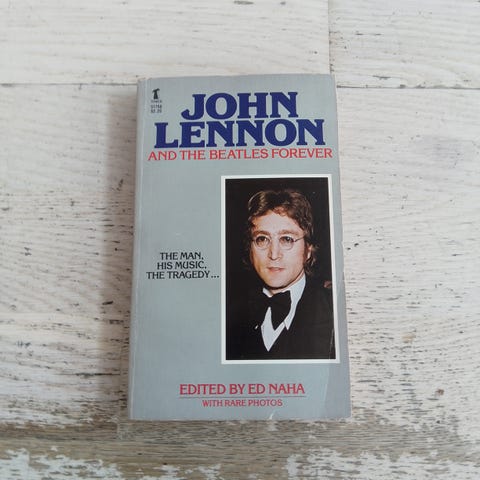 TOWER
JOHN
LENNON
AND THE BEATLES FOREVER
THE MAN,
HIS MUSIC,
THE TRAGEDY...
EDITED BY ED NAHA
WITH RARE PHOTOS